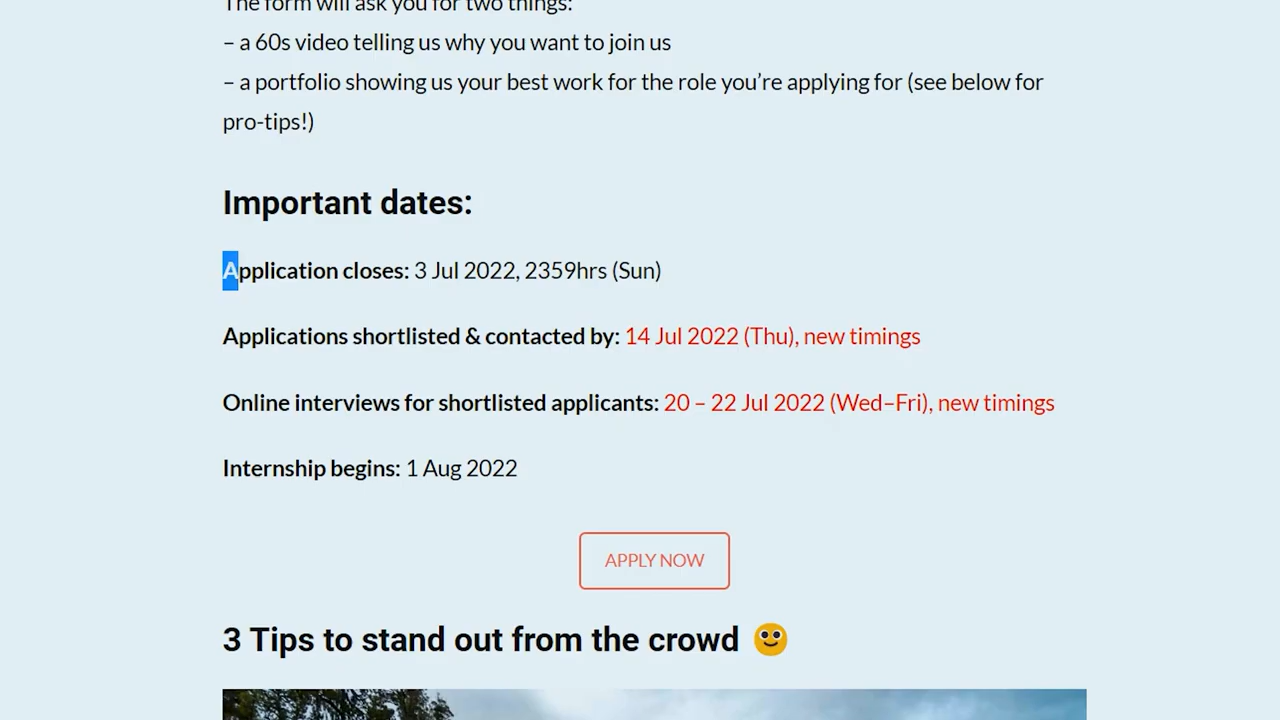 The form will ask you for two things:
– a 60s video telling us why you want to join us
– a portfolio showing us your best work for the role you’re applying for (see below for
pro-tips!)
Important dates:
Application closes: 3 Jul 2022, 2359hrs (Sun)
Applications shortlisted & contacted by: 14 Jul 2022 (Thu), new timings
Online interviews for shortlisted applicants: 20 – 22 Jul 2022 (Wed–Fri), new timings
Internship begins: 1 Aug 2022
APPLY NOW
3 Tips to stand out from the crowd